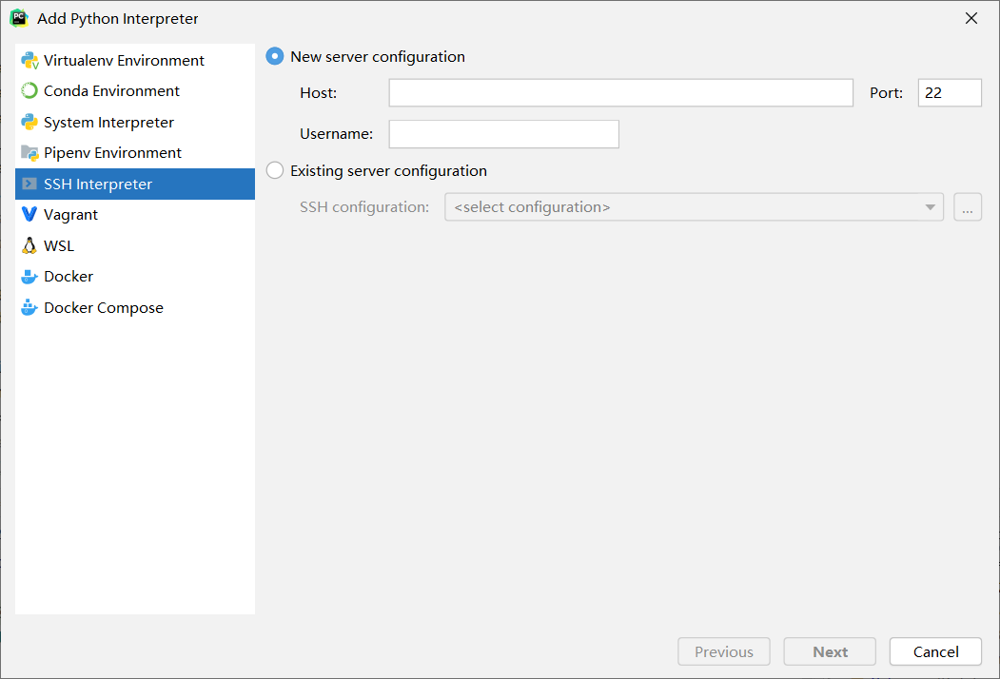 Add Python Interpreter
Virtualenv Environment
Conda Environment
System Interpreter
Pipenv Environment
SSH Interpreter
Vagrant
WSL
Docker
Docker Compose
New server configuration
Host:
Port: 22
Username:
Existing server configuration
SSH configuration: <select configuration> ...
Previous Next Cancel